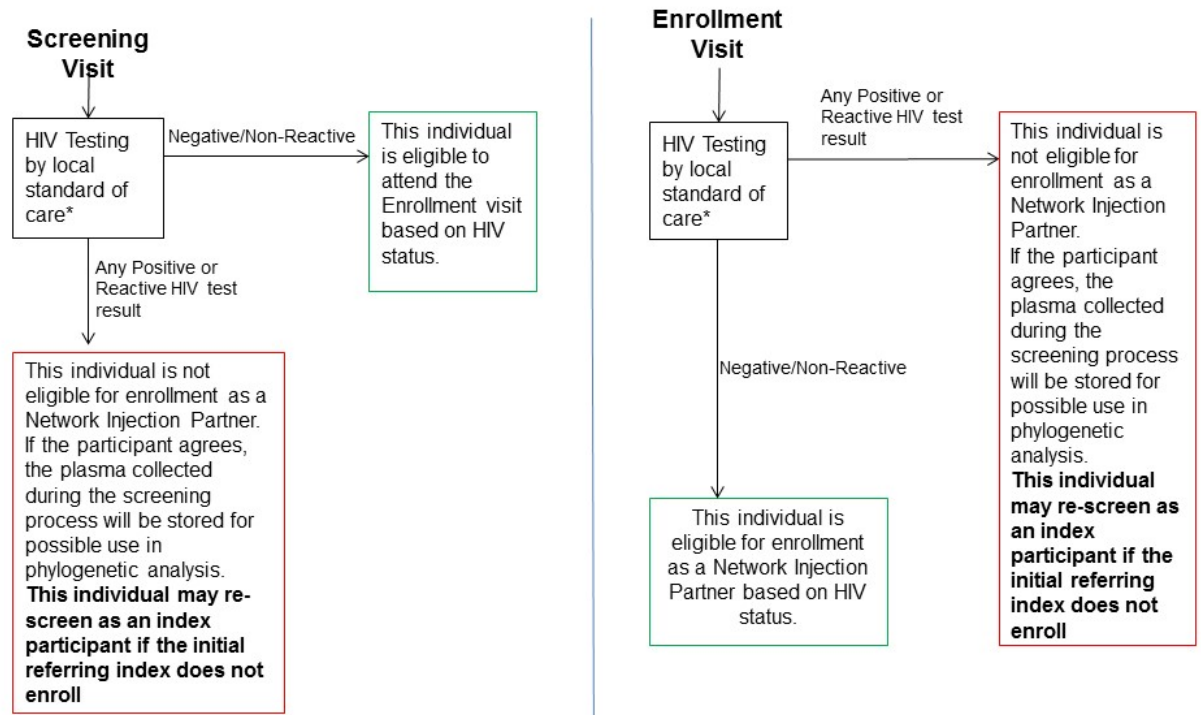 Screening
Visit
HIV Testing
by local
standard of
care*
Negative/Non-Reactive
This individual
is eligible to
attend the
Enrollment visit
based on HIV
status.
Any Positive or
Reactive HIV test
result
This individual is not
eligible for enrollment as a
Network Injection Partner.
If the participant agrees,
the plasma collected
during the screening
process will be stored for
possible use in
phylogenetic analysis.
This individual may re-
screen as an index
participant if the initial
referring index does not
enroll
Enrollment
Visit
HIV Testing
by local
standard of
care*
Any Positive or
Reactive HIV test
result
This individual is
not eligible for
enrollment as a
Network Injection
Partner.
If the participant
agrees, the
plasma collected
during the
screening process
will be stored for
possible use in
phylogenetic
analysis.
This individual
may re-screen as
an index
participant if the
initial referring
index does not
enroll
Negative/Non-Reactive
This individual is
eligible for enrollment
as a Network Injection
Partner based on HIV
status.